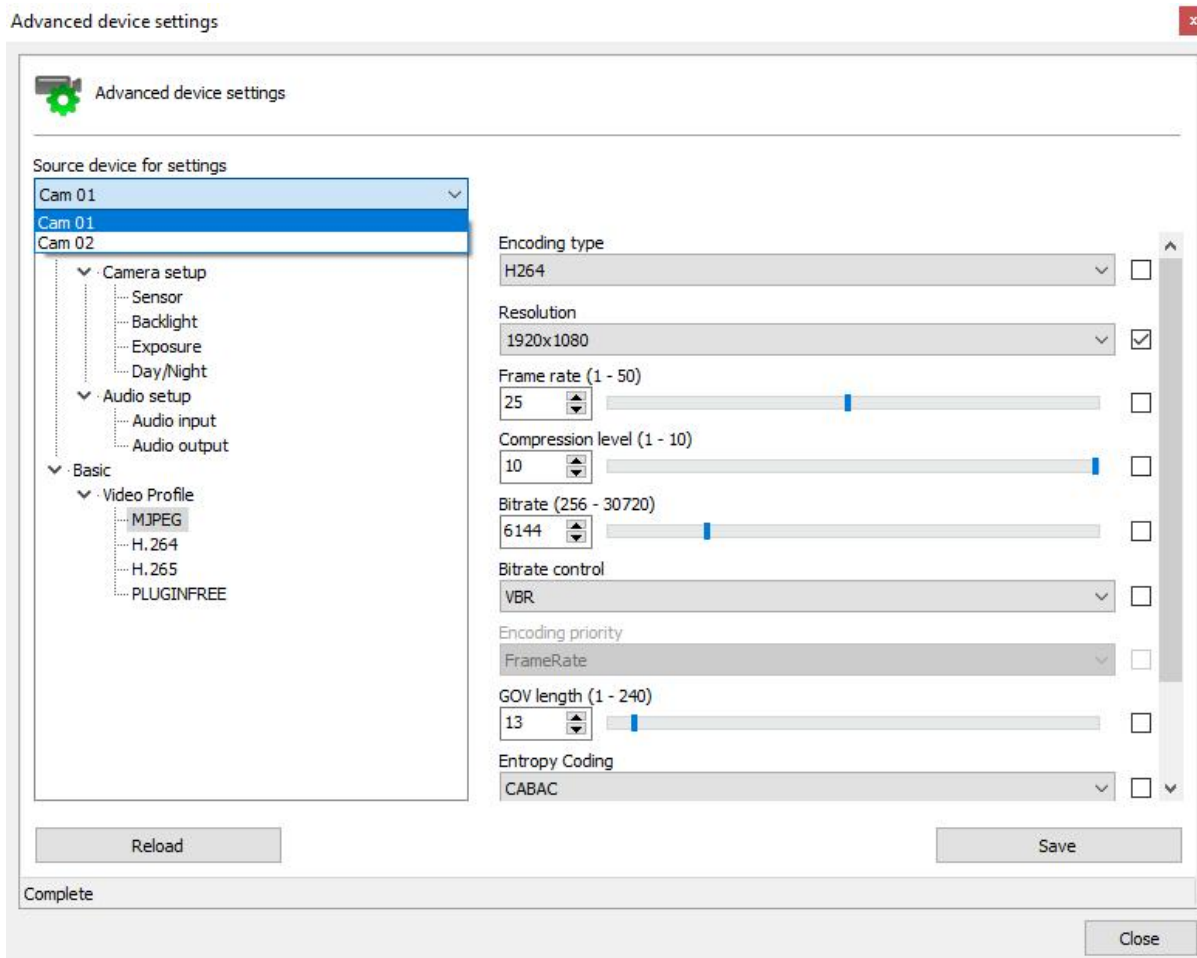 Advanced device settings
x
Advanced device settings
Source device for settings
Cam 01
Cam 01
Cam 02
Camera setup
Sensor
Backlight
Exposure
Day/Night
Audio setup
Audio input
Audio output
Basic
Video Profile
MJPEG
H.264
H.265
PLUGINFREE
Encoding type
H264
Resolution
1920x1080
Frame rate (1 - 50)
25
Compression level (1 - 10)
10
Bitrate (256 - 30720)
6144
Bitrate control
VBR
Encoding priority
FrameRate
GOV length (1 - 240)
13
Entropy Coding
CABAC
Reload
Save
Complete
Close